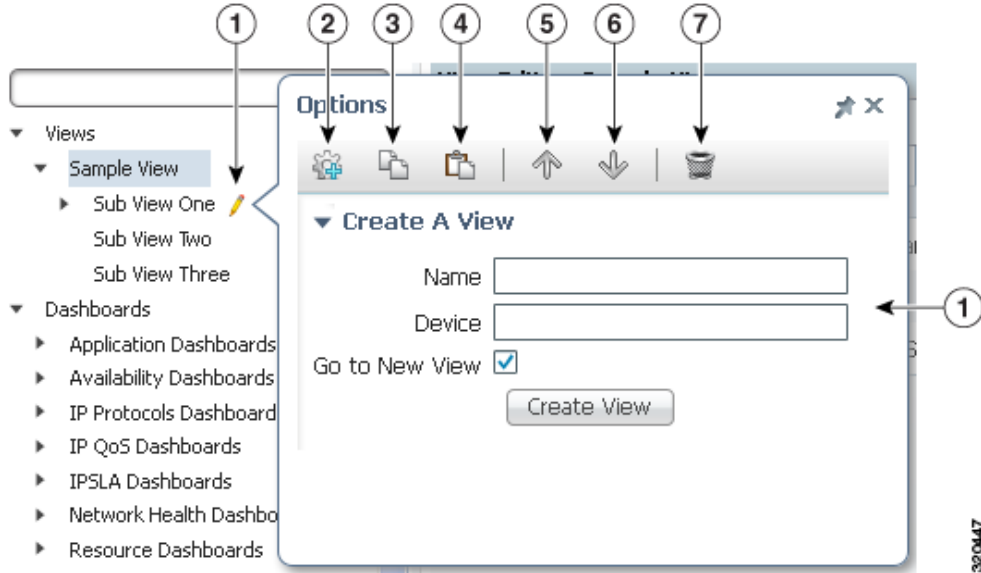 1 2 3 4 5 6 7
Options
Views
Sample View
Sub View One
Sub View Two
Sub View Three
Create A View
Name
Device
1
Go to New View
Create View
Dashboards
Application Dashboards
Availability Dashboards
IP Protocols Dashboard
IP QoS Dashboards
IPSLA Dashboards
Network Health Dashbo
Resource Dashboards
320447